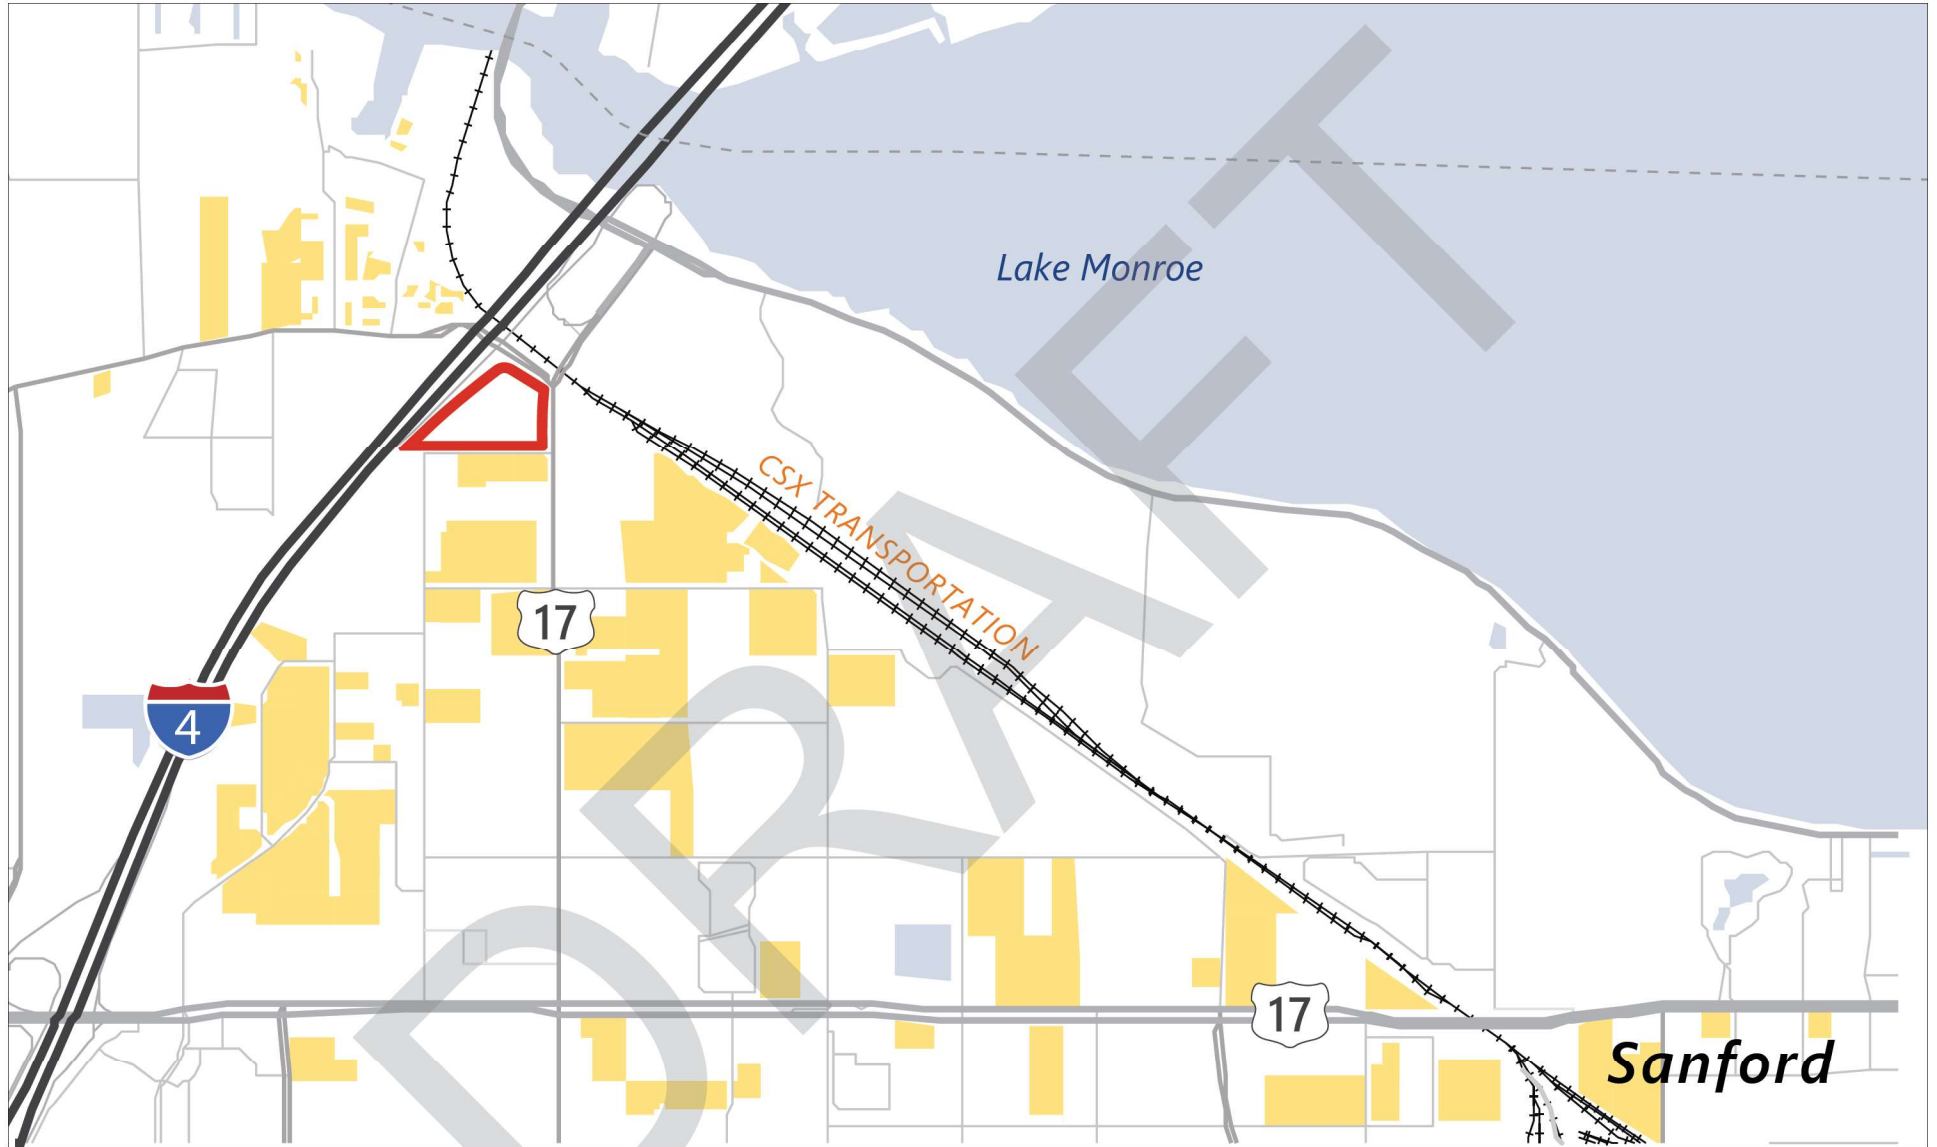 Lake Monroe
CSX TRANSPORTATION
17
4
17
Sanford
DRAFT